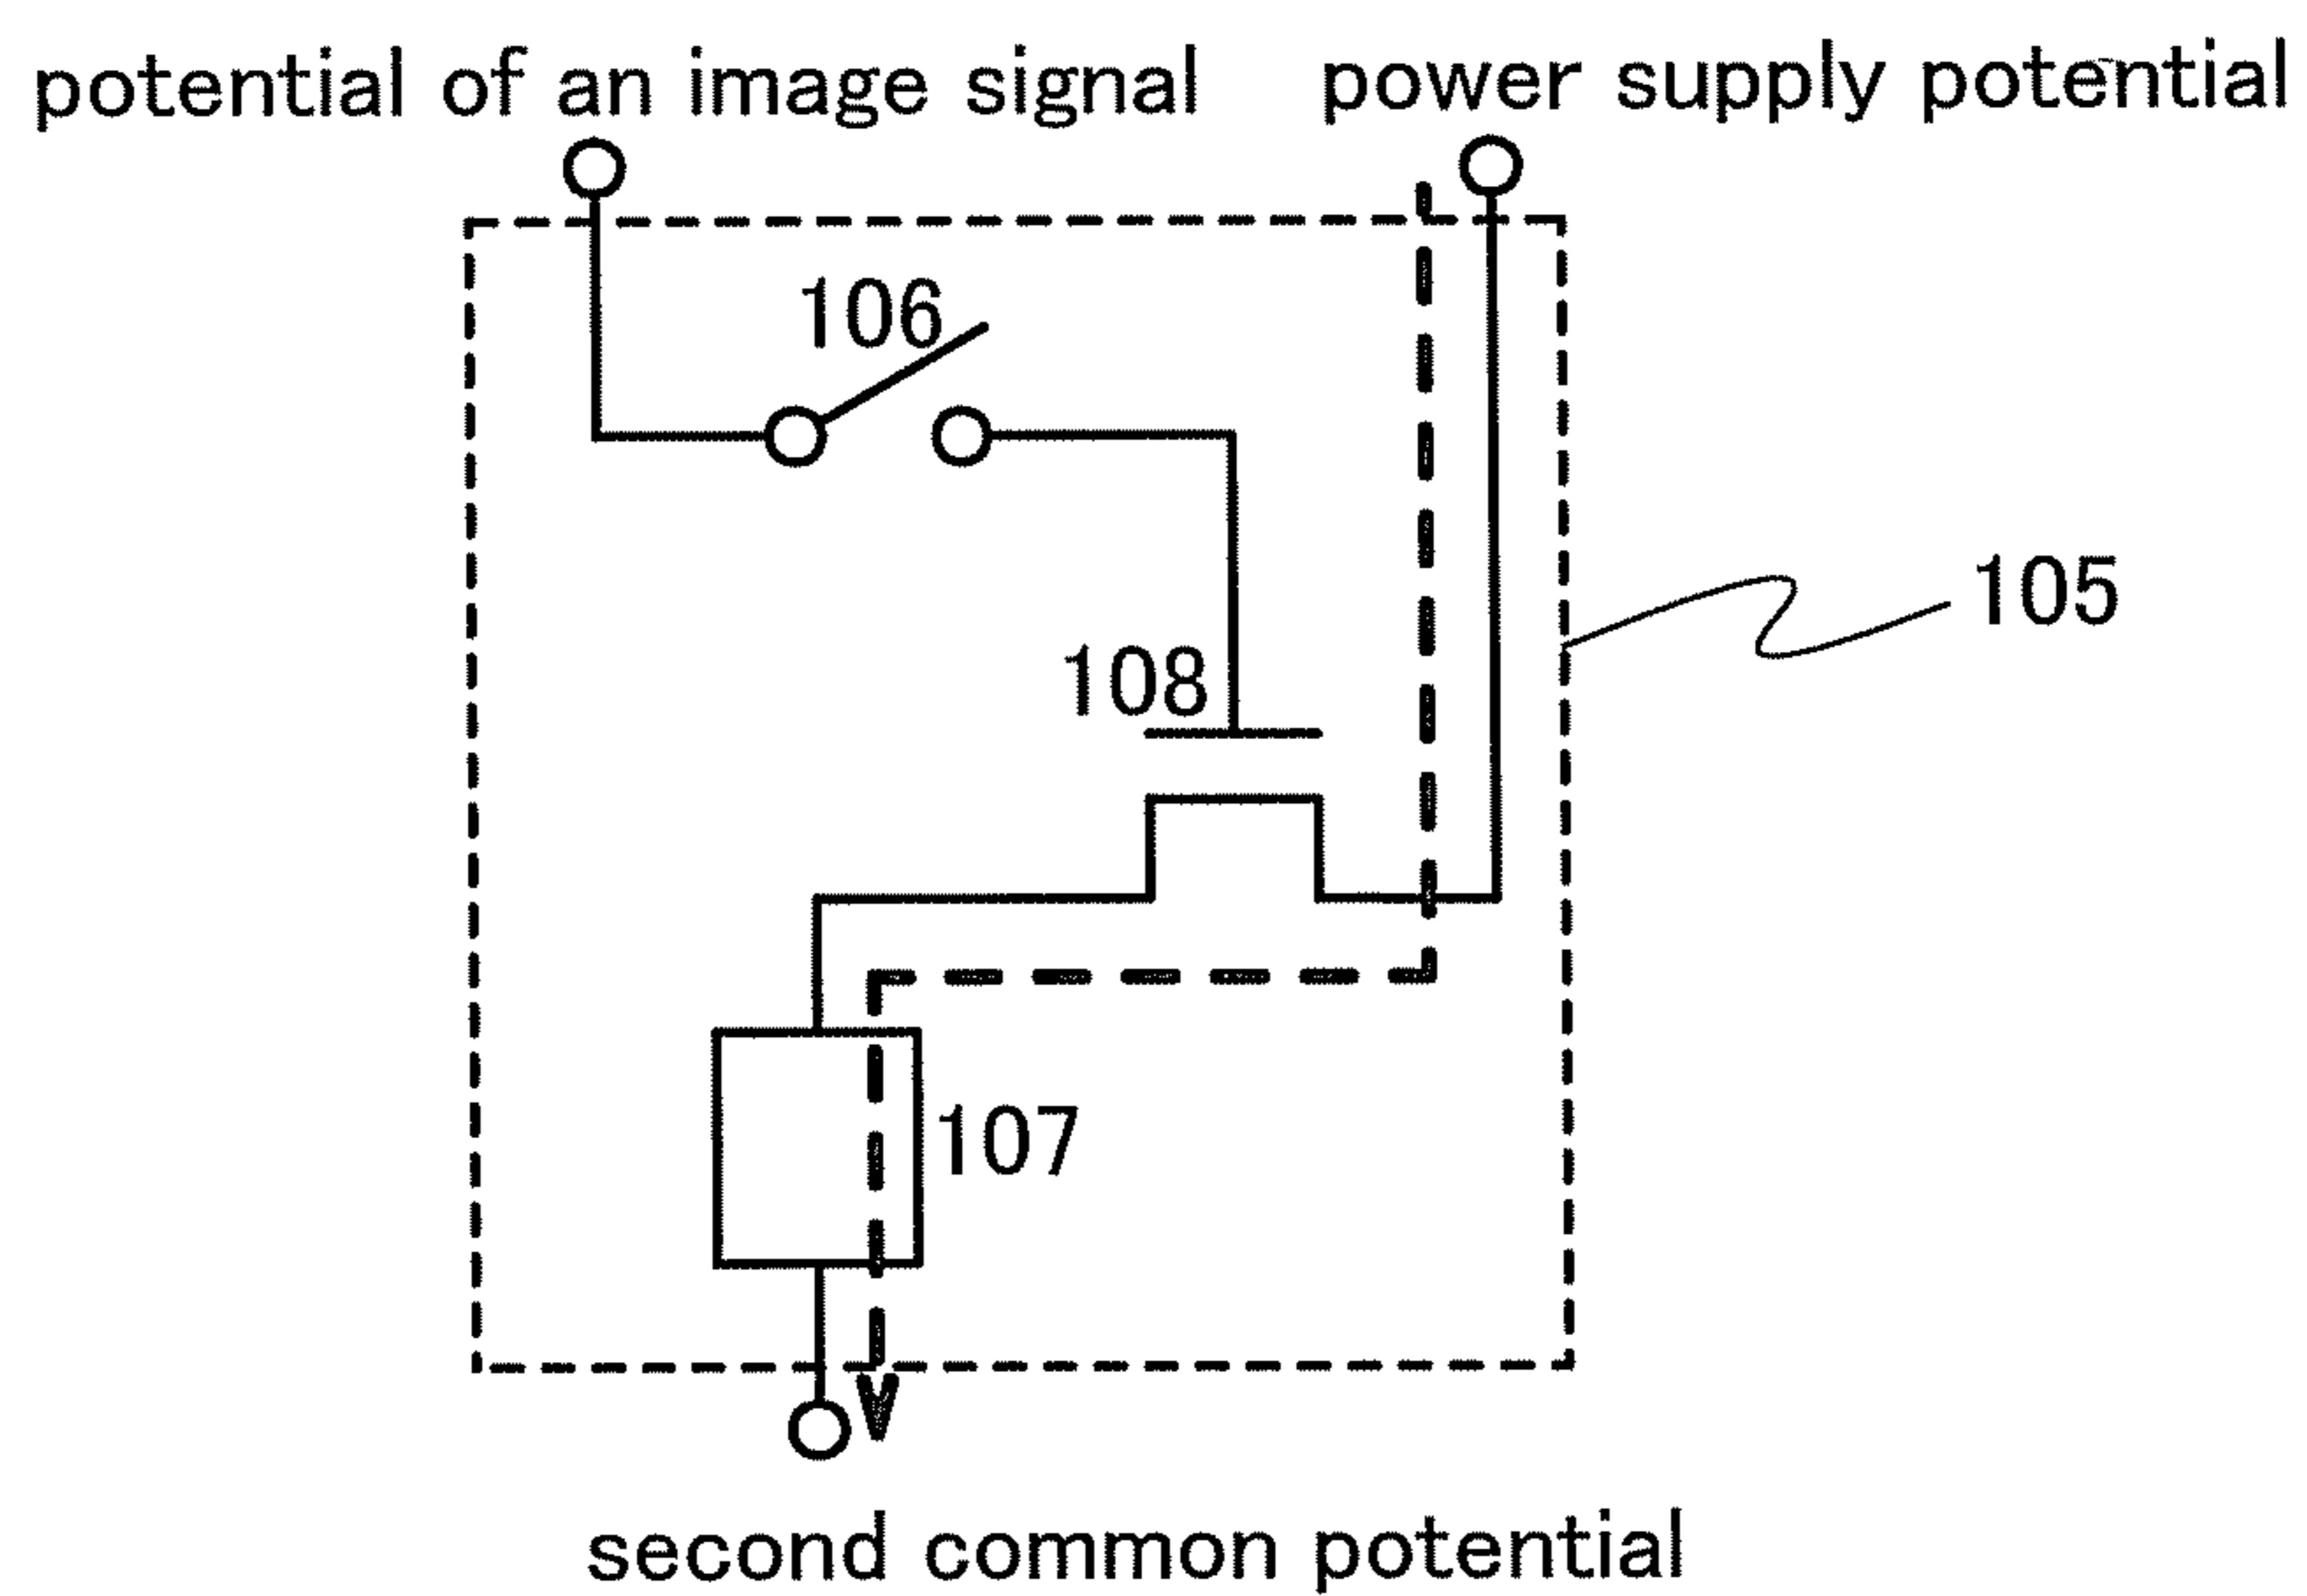 potential of an image signal power supply potential
106
105
108
107
second common potential